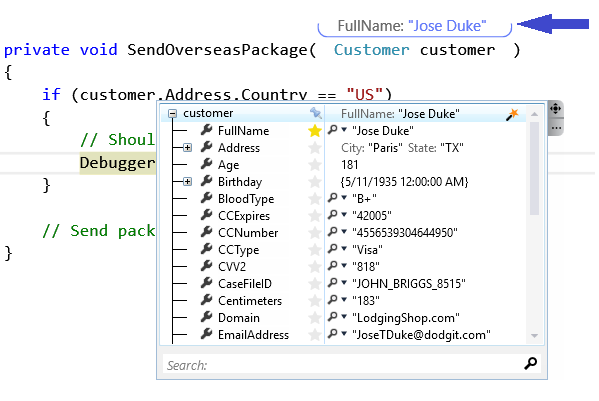 FullName: "Jose Duke"
private void SendOverseasPackage( Customer customer )
{
if (customer.Address.Country == "US")
{
customer FullName: "Jose Duke"
// Shoul
FullName "Jose Duke"
Address City: "Paris" State: "TX"
Debugger
Age 181
}
Birthday {5/11/1935 12:00:00 AM}
BloodType "B+"
CCExpires "42005"
// Send pack
CCNumber "4556539304644950"
}
CCType "Visa"
CVV2 "818"
CaseFileID "JOHN_BRIGGS_8515"
Centimeters "183"
Domain "LodgingShop.com"
EmailAddress "JoseTDuke@dodgit.com"
Search: